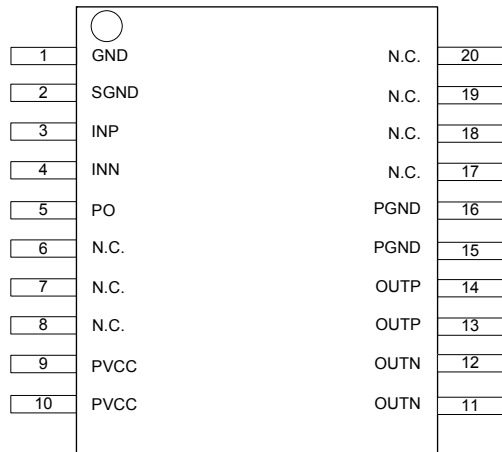 1 GND N.C. 20
2 SGND N.C. 19
3 INP N.C. 18
4 INN N.C. 17
5 PO PGND 16
6 N.C. PGND 15
7 N.C. OUTP 14
8 N.C. OUTP 13
9 PVCC OUTN 12
10 PVCC OUTN 11